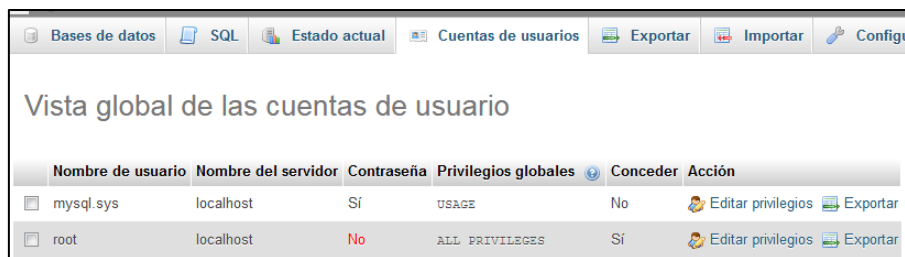 Bases de datos SQL Estado actual Cuentas de usuarios Exportar Importar Configu
Vista global de las cuentas de usuario
Nombre de usuario Nombre del servidor Contraseña Privilegios globales Conceder Acción
mysql.sys localhost Sí USAGE No Editar privilegios Exportar
root localhost No ALL PRIVILEGES Sí Editar privilegios Exportar